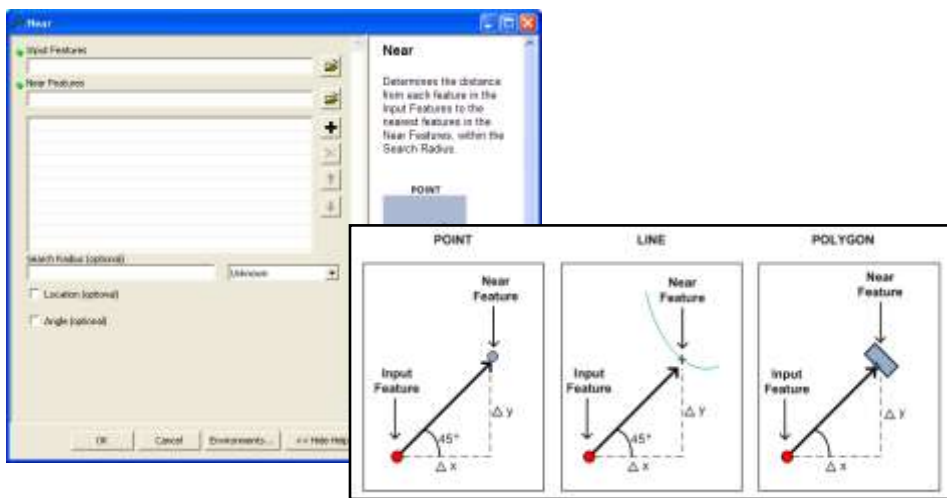 Near
Input Features
Near Features
Search Radius (optional)
Unknown
Location (optional)
Angle (optional)
OK
Cancel
Environments...
<< Hide Help
Near
Determines the distance
from each feature in the
Input Features to the
nearest features in the
Near Features, within the
Search Radius.
POINT
POINT
LINE
POLYGON
Near
Feature
Input
Feature
45°
Δ y
Δ x
Near
Feature
Input
Feature
45°
Δ y
Δ x
Near
Feature
Input
Feature
Δ y
Δ x